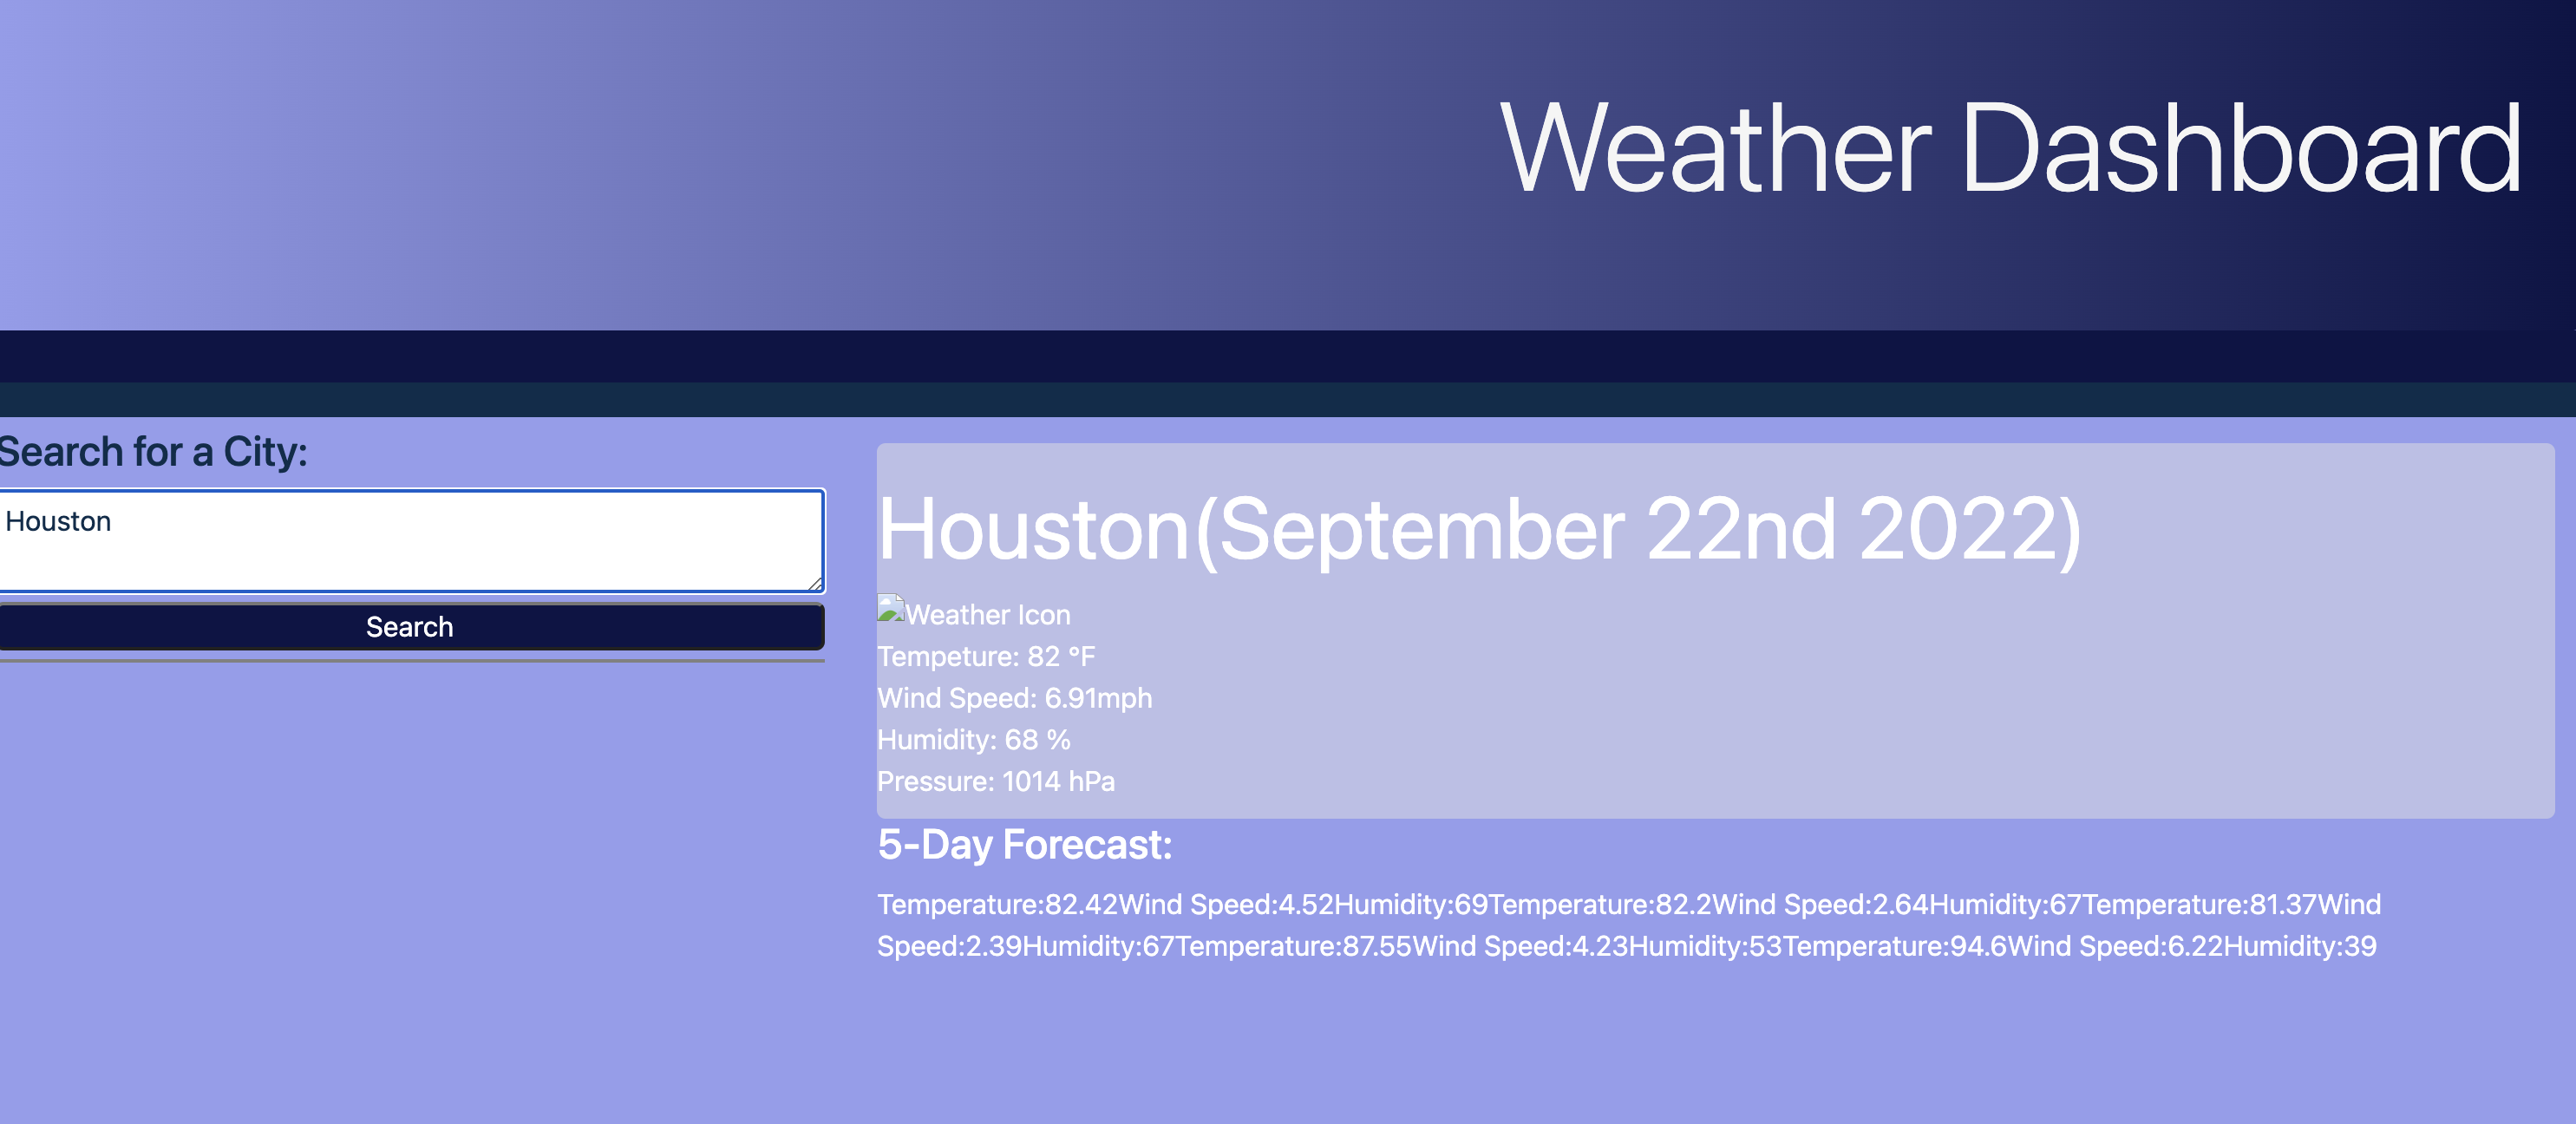 Weather Dashboard
Search for a City:
Houston
Search
Houston(September 22nd 2022)
Weather Icon
Tempeture: 82 °F
Wind Speed: 6.91mph
Humidity: 68 %
Pressure: 1014 hPa
5-Day Forecast:
Temperature:82.42Wind Speed:4.52Humidity:69Temperature:82.2Wind Speed:2.64Humidity:67Temperature:81.37Wind
Speed:2.39Humidity:67Temperature:87.55Wind Speed:4.23Humidity:53Temperature:94.6Wind Speed:6.22Humidity:39